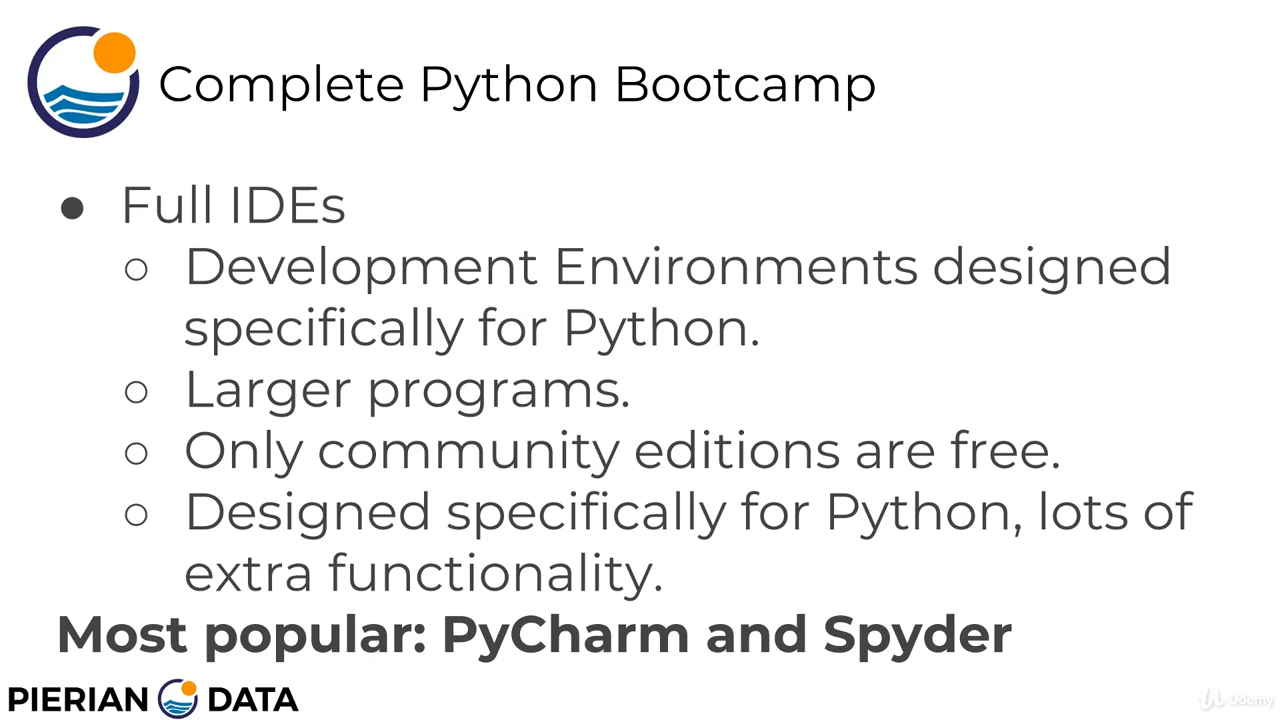 Complete Python Bootcamp
● Full IDEs
○ Development Environments designed
specifically for Python.
○ Larger programs.
○ Only community editions are free.
○ Designed specifically for Python, lots of
extra functionality.
Most popular: PyCharm and Spyder
PIERIAN DATA
Udemy